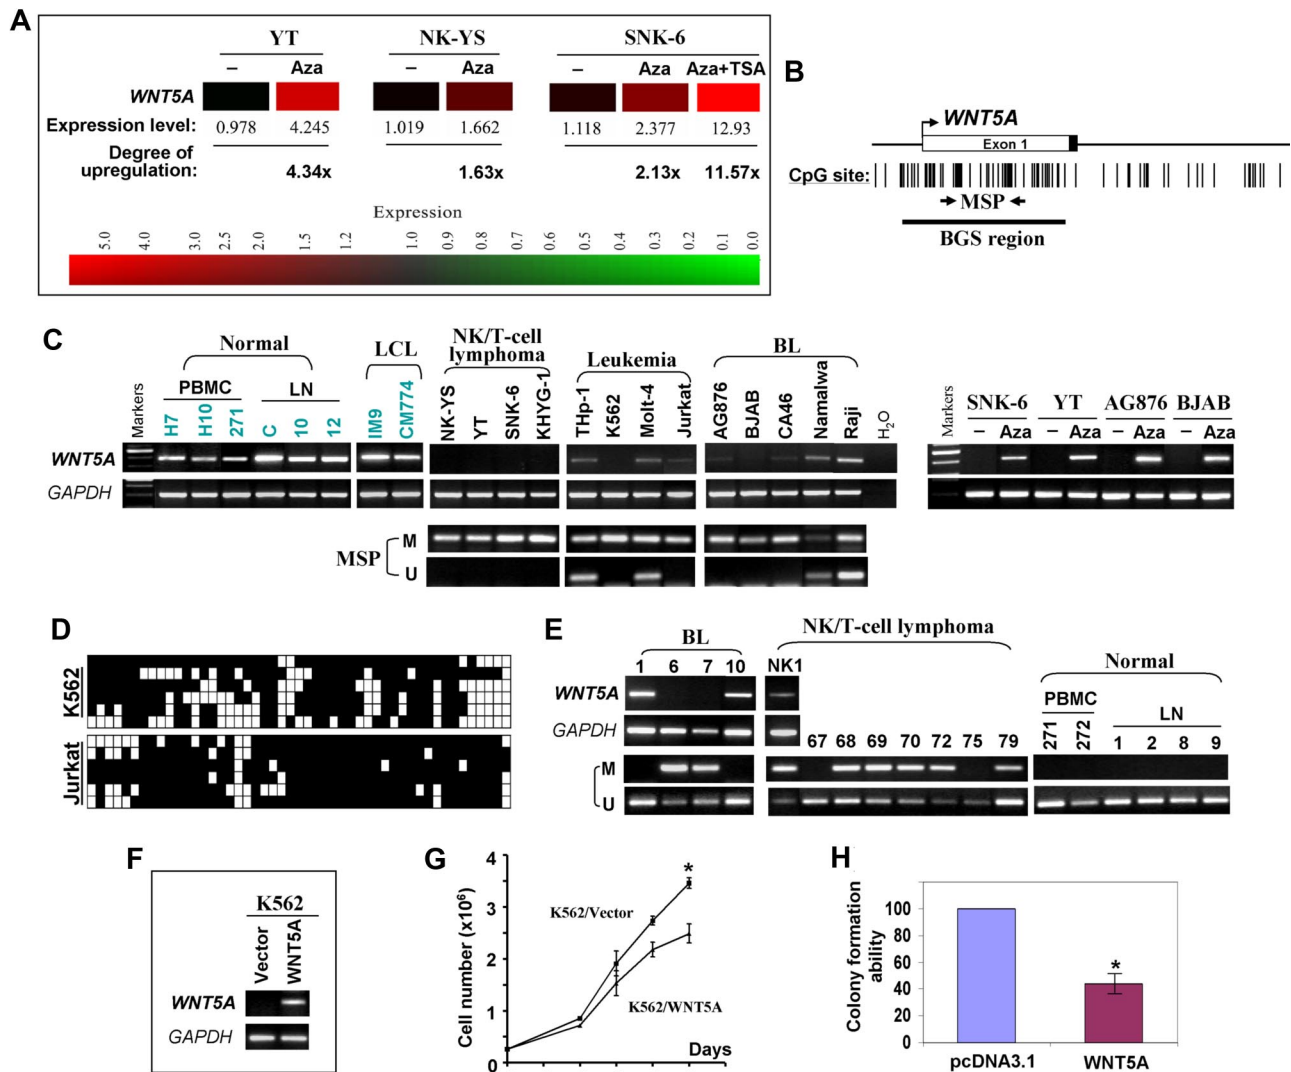 A
YT NK-YS SNK-6
– Aza – Aza – Aza Aza+TSA
WNT5A
Expression level: 0.978 4.245 1.019 1.662 1.118 2.377 12.93
Degree of
upregulation: 4.34x 1.63x 2.13x 11.57x
Expression
5.0 4.0 3.0 2.5 2.0 1.5 1.2 1.0 0.9 0.8 0.7 0.6 0.5 0.4 0.3 0.2 0.1 0.0
B
WNT5A
Exon 1
CpG site:
MSP
BGS region
C
Normal LCL NK/T-cell
lymphoma Leukemia BL
PBMC LN
Markers H7 H10 271 C 10 12 IM9 CM774 NK-YS YT SNK-6 KHYG-1 THp-1 K562 Molt-4 Jurkat AG876 BJAB CA46 Namalwa Raji H2O
WNT5A
GAPDH
MSP
M
U
SNK-6 YT AG876 BJAB
Markers – Aza – Aza – Aza – Aza
D
K562
Jurkat
E
BL NK/T-cell lymphoma Normal
1 6 7 10 NK1
WNT5A
GAPDH
67 68 69 70 72 75 79
PBMC LN
271 272 1 2 8 9
M
U
F
K562
Vector WNT5A
WNT5A
GAPDH
G
Cell number (x10⁶)
4
3
2
1
0
*
K562/Vector
K562/WNT5A
Days
H
Colony formation
ability
100
80
60
40
20
0
*
pcDNA3.1 WNT5A